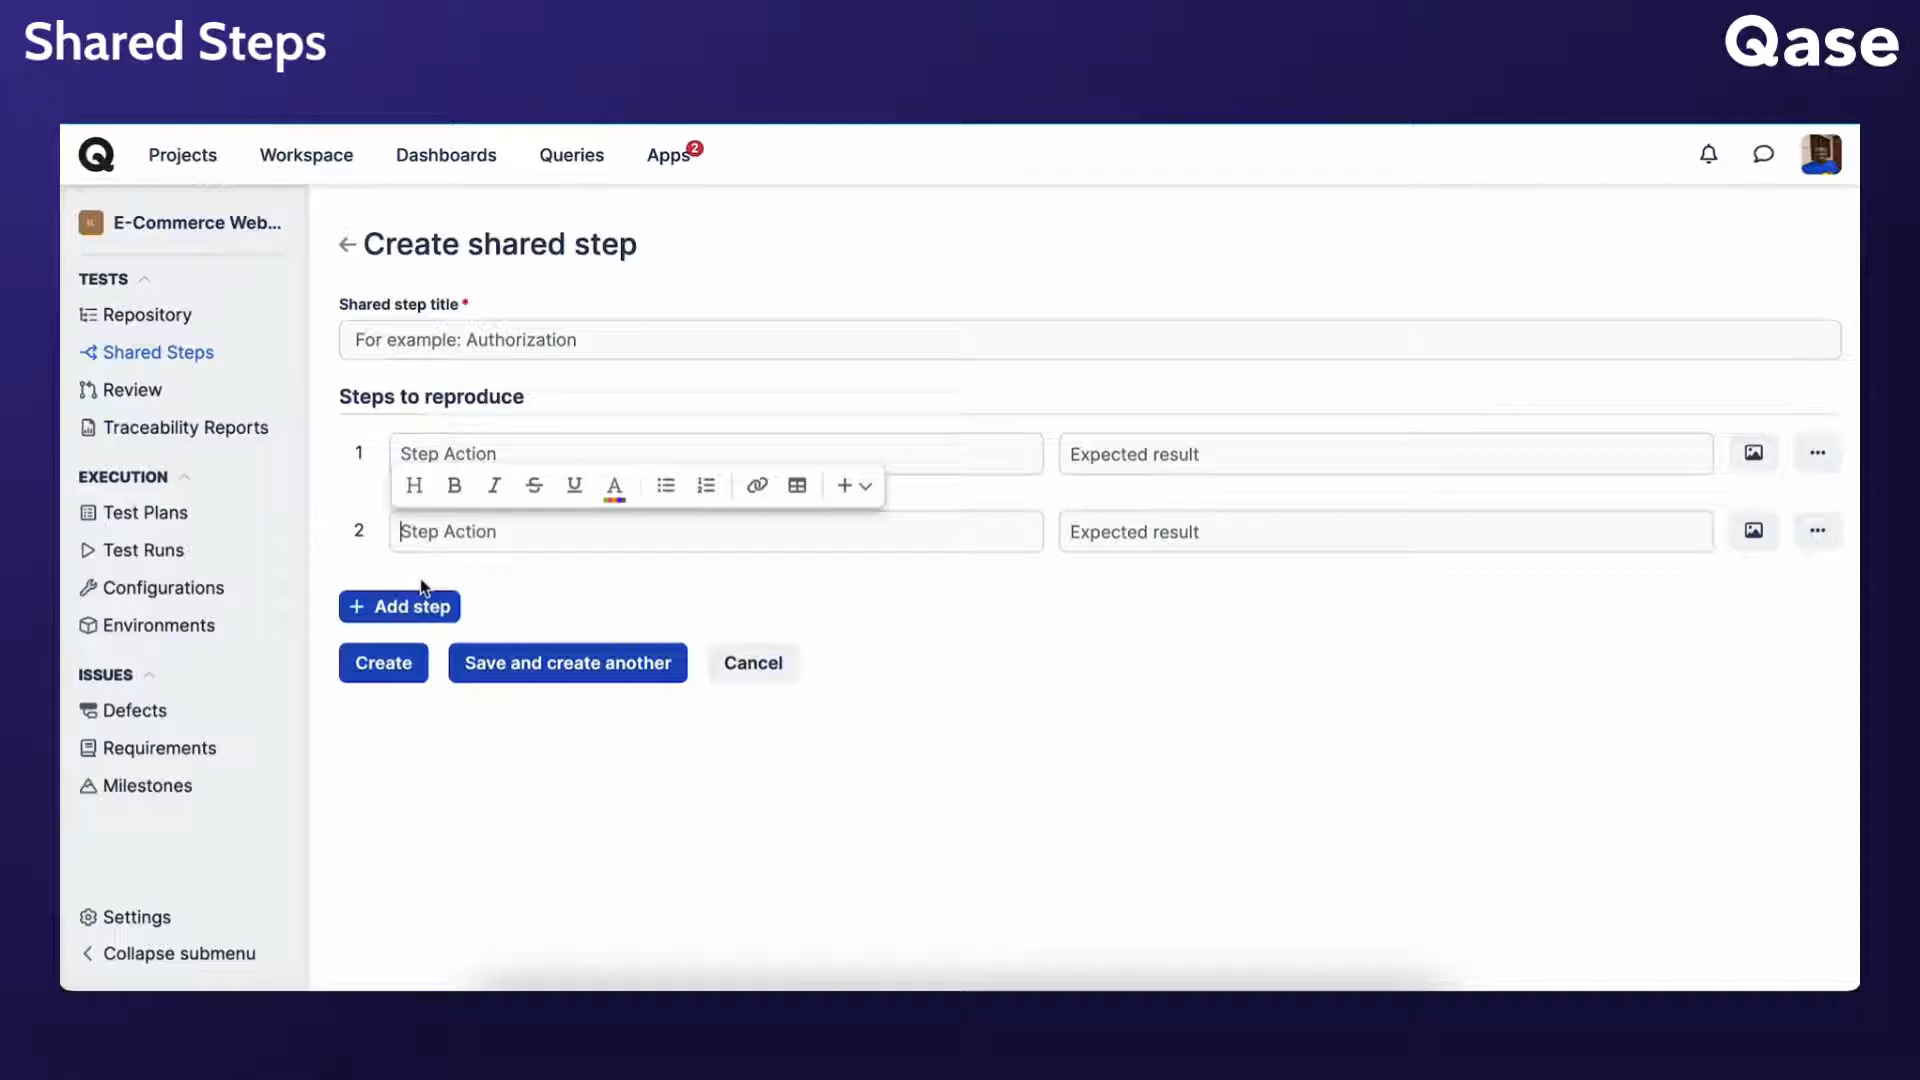 Shared Steps
Qase
Projects
Workspace
Dashboards
Queries
Apps
2
E-Commerce Web...
TESTS
Repository
Shared Steps
Review
Traceability Reports
EXECUTION
Test Plans
Test Runs
Configurations
Environments
ISSUES
Defects
Requirements
Milestones
Settings
Collapse submenu
Create shared step
Shared step title *
For example: Authorization
Steps to reproduce
1
Step Action
Expected result
H B I S U A
2
Step Action
Expected result
+ Add step
Create
Save and create another
Cancel